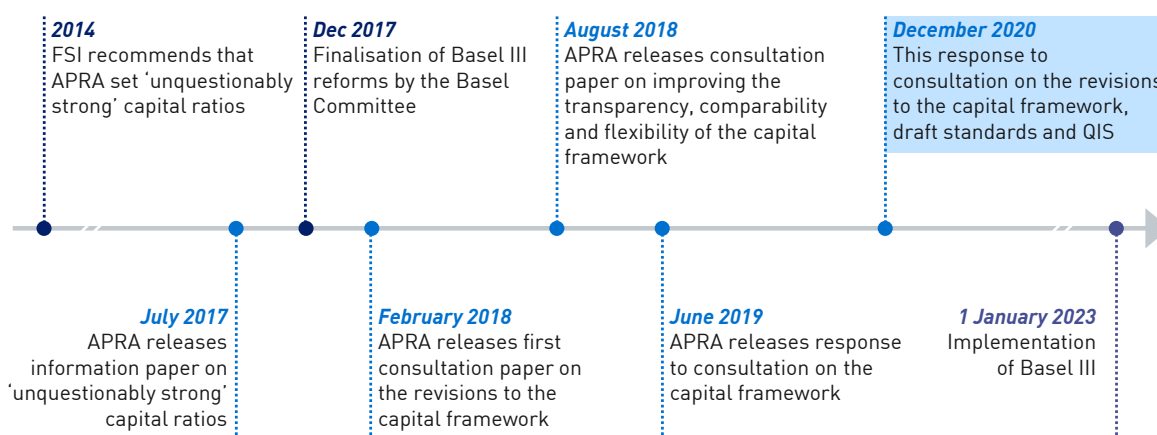 2014
FSI recommends that
APRA set ‘unquestionably
strong’ capital ratios
Dec 2017
Finalisation of Basel III
reforms by the Basel
Committee
August 2018
APRA releases consultation
paper on improving the
transparency, comparability
and flexibility of the capital
framework
December 2020
This response to
consultation on the revisions
to the capital framework,
draft standards and QIS
July 2017
APRA releases
information paper on
‘unquestionably strong’
capital ratios
February 2018
APRA releases first
consultation paper on
the revisions to the
capital framework
June 2019
APRA releases response
to consultation on the
capital framework
1 January 2023
Implementation
of Basel III